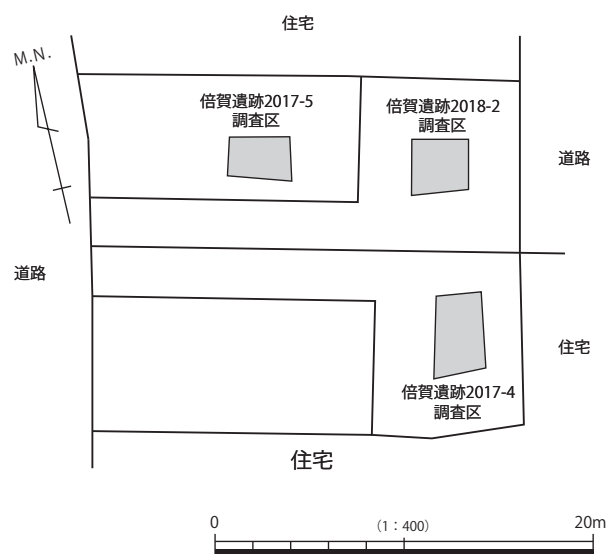 住宅
M.N.
倍賀遺跡2017-5
調査区
倍賀遺跡2018-2
調査区
道路
道路
住宅
倍賀遺跡2017-4
調査区
住宅
0
（1：400）
20m